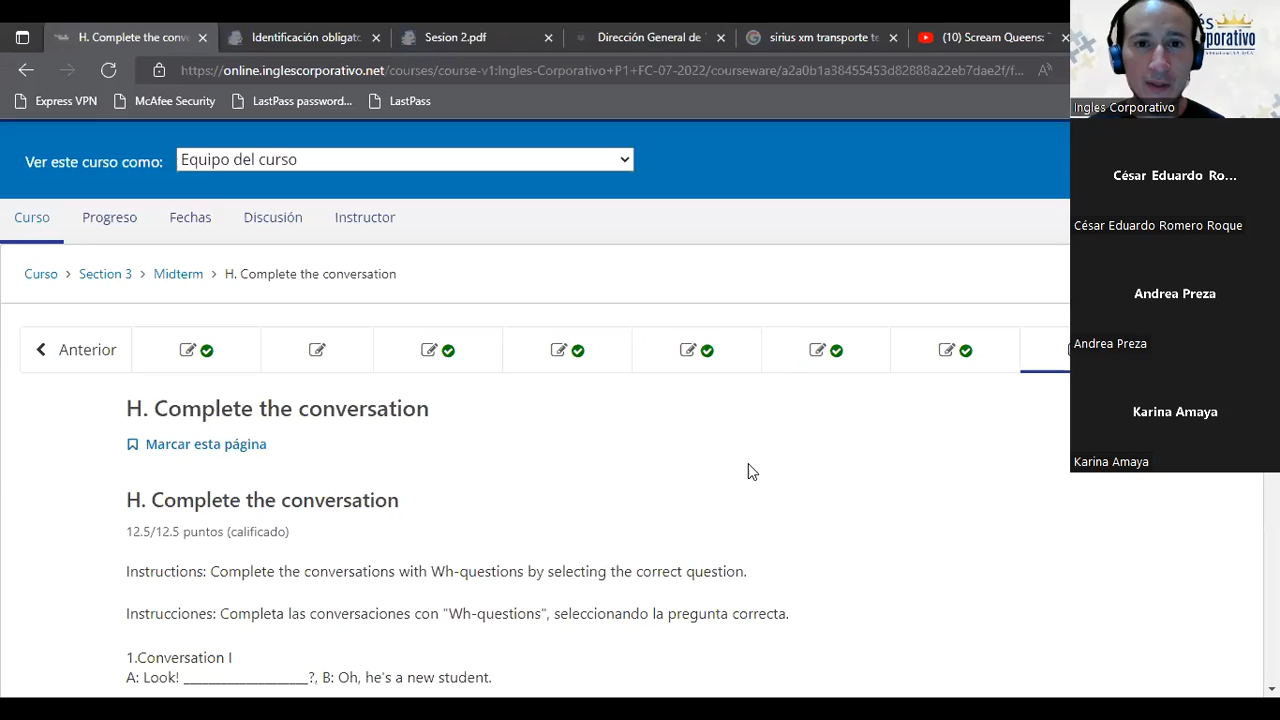 H. Complete the conv
Identificación obligato
Sesion 2.pdf
Dirección General de
sirius xm transporte te
(10) Scream Queens:
https://online.inglescorporativo.net/courses/course-v1:Ingles-Corporativo+P1+FC-07-2022/courseware/a2a0b1a38455453d82888a22eb7dae2f/f...
Express VPN
McAfee Security
LastPass password...
LastPass
Ver este curso como:
Equipo del curso
Curso
Progreso
Fechas
Discusión
Instructor
Curso > Section 3 > Midterm > H. Complete the conversation
Anterior
H. Complete the conversation
Marcar esta página
H. Complete the conversation
12.5/12.5 puntos (calificado)
Instructions: Complete the conversations with Wh-questions by selecting the correct question.
Instrucciones: Completa las conversaciones con "Wh-questions", seleccionando la pregunta correcta.
1.Conversation I
A: Look! ____________________?, B: Oh, he's a new student.
Corporativo
Ingles Corporativo
César Eduardo Ro...
César Eduardo Romero Roque
Andrea Preza
Andrea Preza
Karina Amaya
Karina Amaya